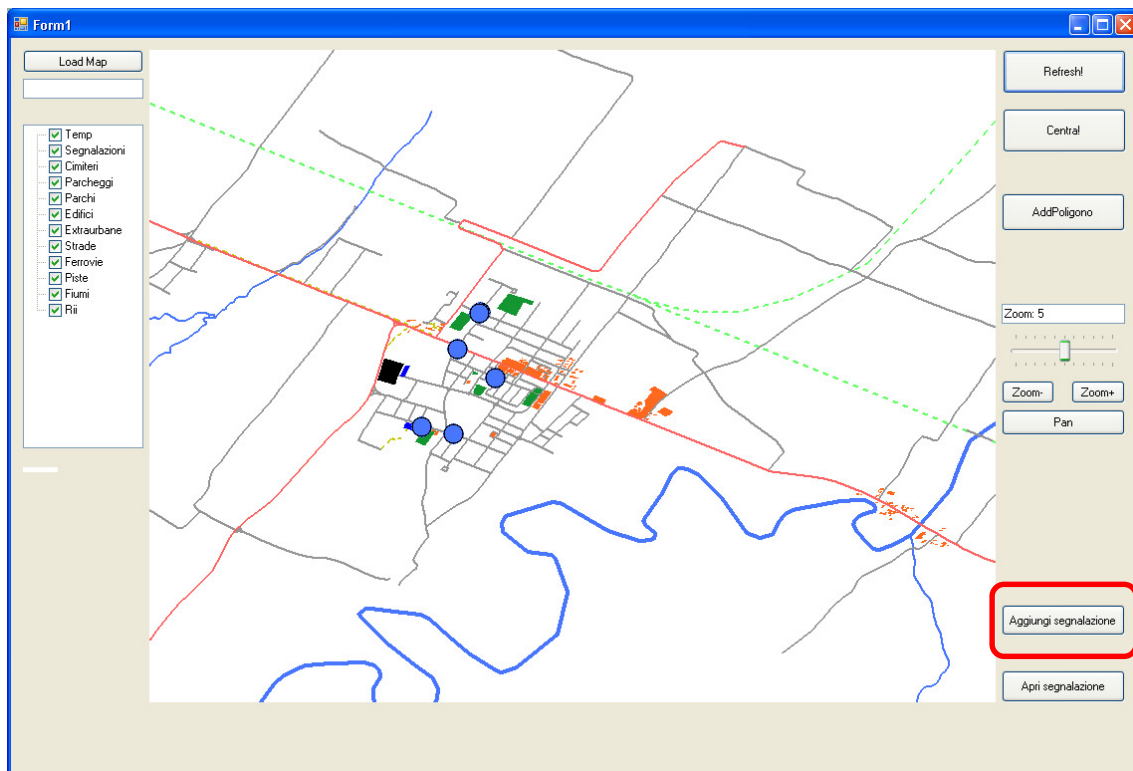 Form1
Load Map
Temp
Segnalazioni
Cimiteri
Parcheggi
Parchi
Edifici
Extraurbane
Strade
Ferrovie
Piste
Fiumi
Rii
Refresh!
Centra!
AddPoligono
Zoom: 5
Zoom-
Zoom+
Pan
Aggiungi segnalazione
Apri segnalazione